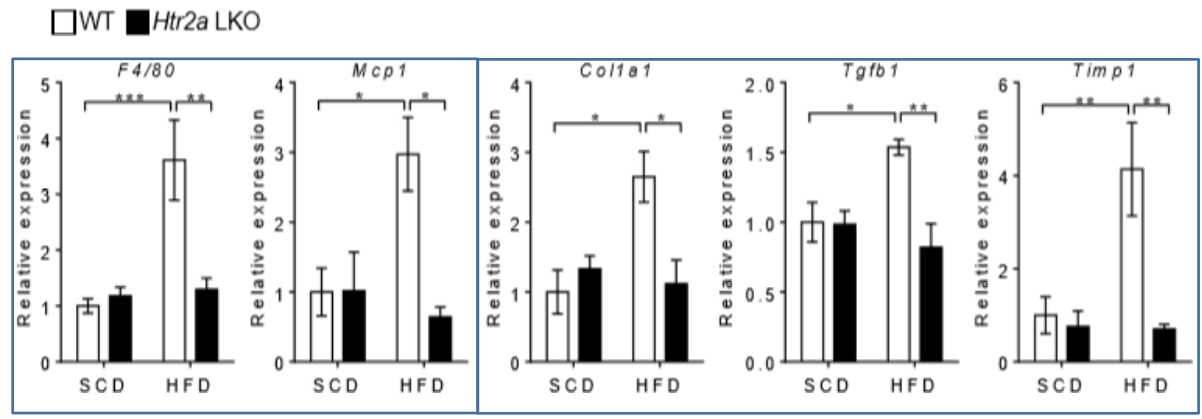 WT Htr2a LKO
F4/80 Mcp1 Col1a1 Tgfb1 Timp1
Relative expression
5
4
3
2
1
0
*** **
SCD HFD
Relative expression
4
3
2
1
0
* *
SCD HFD
Relative expression
4
3
2
1
0
* *
SCD HFD
Relative expression
2.0
1.5
1.0
0.5
0.0
* **
SCD HFD
Relative expression
6
4
2
0
** **
SCD HFD